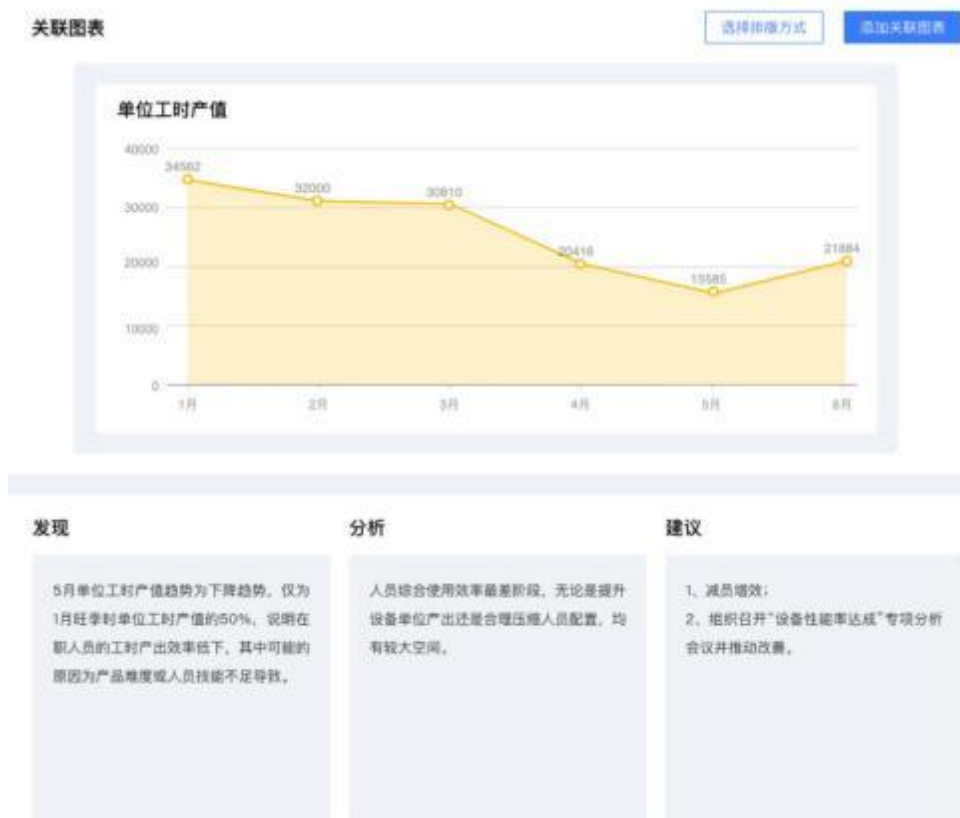 关联图表
选择排版方式
添加关联图表
单位工时产值
40000
34562
32000
30810
30000
20416
21884
20000
15585
10000
0
1月
2月
3月
4月
5月
6月
发现
分析
建议
5月单位工时产值趋势为下降趋势，仅为
1月旺季时单位工时产值的50%，说明在
职人员的工时产出效率低下，其中可能的
原因为产品难度或人员技能不足导致。
人员综合使用效率最差阶段，无论是提升
设备单位产出还是合理压缩人员配置，均
有较大空间。
1、减员增效；
2、组织召开“设备性能率达成”专项分析
会议并推动改善。